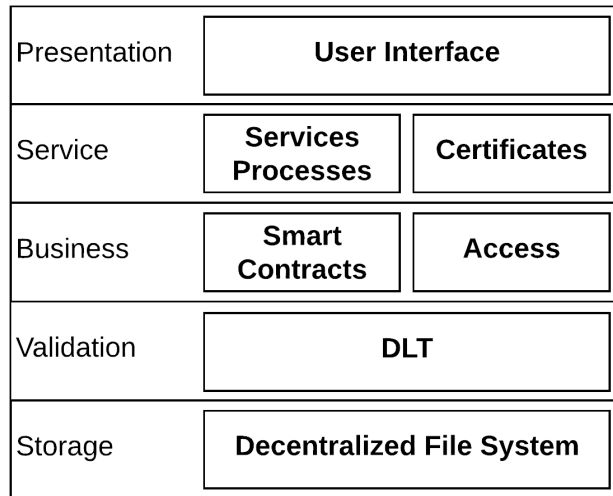 Presentation
User Interface
Service
Services
Processes
Certificates
Business
Smart
Contracts
Access
Validation
DLT
Storage
Decentralized File System